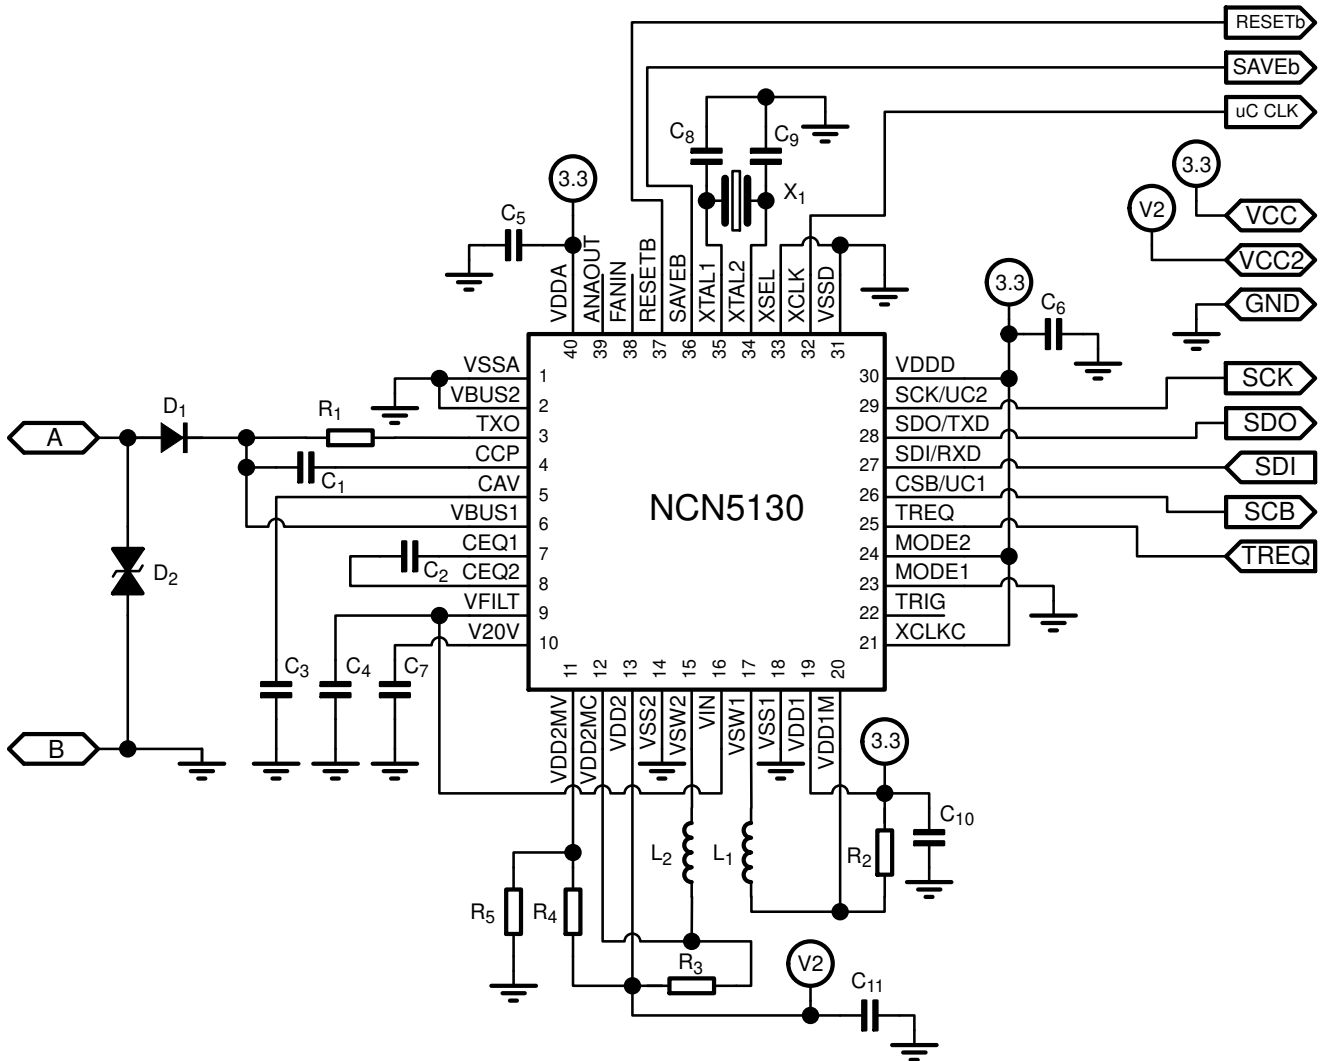 RESETb
SAVEb
uC CLK
C8
C9
X1
3.3
3.3
V2
VCC
VCC2
GND
C5
3.3
C6
VDDA
ANAOUT
FANIN
RESETB
SAVEB
XTAL1
XTAL2
XSEL
XCLK
VSSD
40
39
38
37
36
35
34
33
32
31
VSSA 1
VBUS2 2
TXO 3
CCP 4
CAV 5
VBUS1 6
CEQ1 7
CEQ2 8
VFILT 9
V20V 10
NCN5130
30 VDDD
29 SCK/UC2
28 SDO/TXD
27 SDI/RXD
26 CSB/UC1
25 TREQ
24 MODE2
23 MODE1
22 TRIG
21 XCLKC
SCK
SDO
SDI
SCB
TREQ
A
D1
R1
C1
C2
D2
C3
C4
C7
B
11
12
13
14
15
16
17
18
19
20
VDD2MV
VDD2MC
VDD2
VSS2
VSW2
VIN
VSW1
VSS1
VDD1
VDD1M
3.3
C10
L2
L1
R2
R5
R4
R3
V2
C11